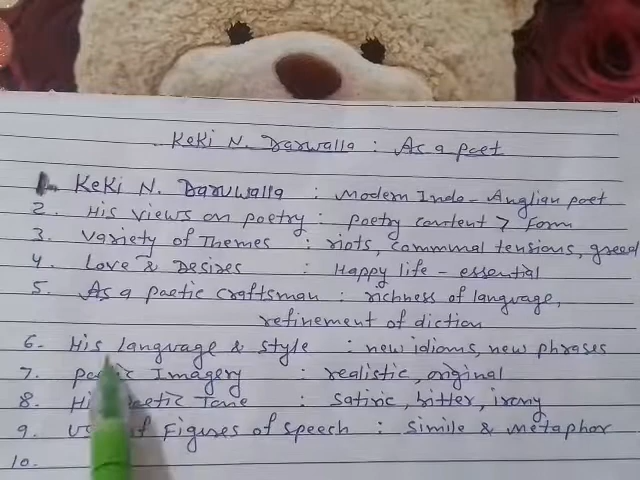 Keki N. Darwalla : As a poet
1. Keki N. Daruwalla : Modern Indo-Anglian poet
2. His views on poetry : Poetry content > Form
3. Variety of Themes : riots, communal tensions, greed
4. Love & Desires : Happy life - essential
5. As a poetic craftsman : richness of language,
refinement of diction
6. His language & style : new idioms, new phrases
7. Imagery : realistic, original
8. Tone : Satiric, bitter, irony
9. Figures of speech : Simile & metaphor
10.